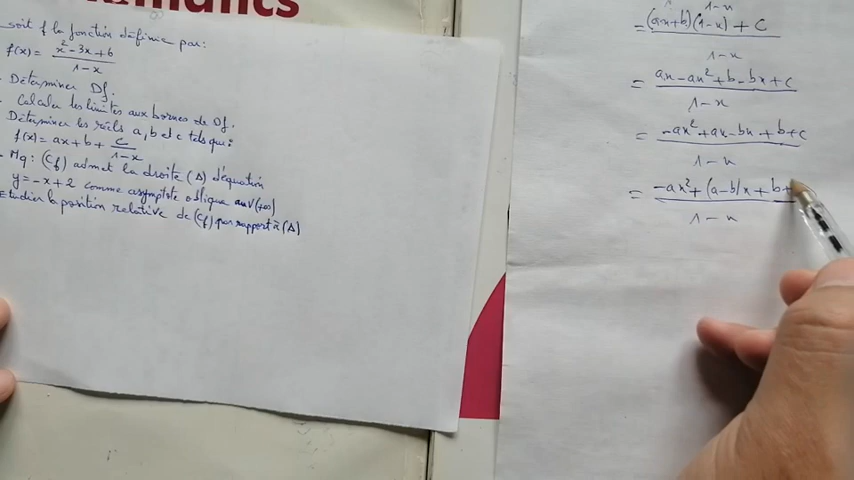 soit f la fonction définie par:
f(x) = x² - 3x + 6 / 1 - x
- Déterminer Df.
- Calculer les limites aux bornes de Df.
Déterminer les réels a, b et c tels que:
f(x) = ax + b + c / 1 - x
- Mq: (Cf) admet la droite (Δ) d'équation
y = -x + 2 comme asymptote oblique au V(+∞)
Etudier la position relative de (Cf) par rapport à (Δ)
1 - x
= (ax + b)(1 - x) + c / 1 - x
= ax - ax² + b - bx + c / 1 - x
= -ax² + ax - bx + b + c / 1 - x
= -ax² + (a - b)x + b + / 1 - x